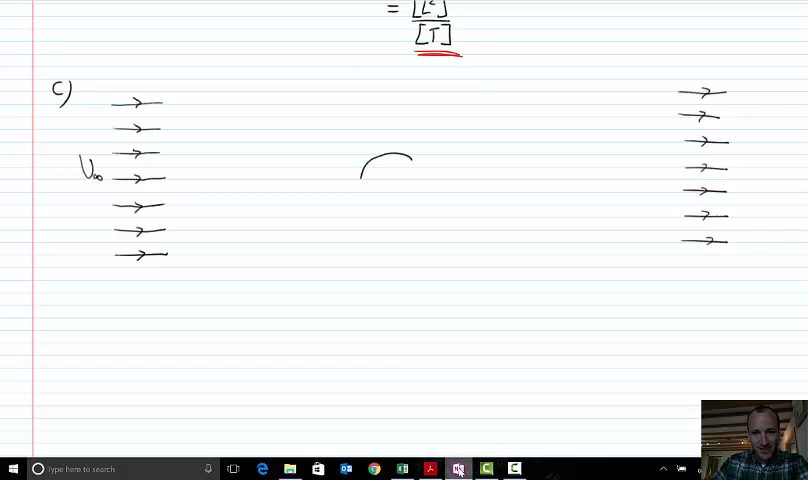 = [L²]
[T]
c)
U∞
Type here to search